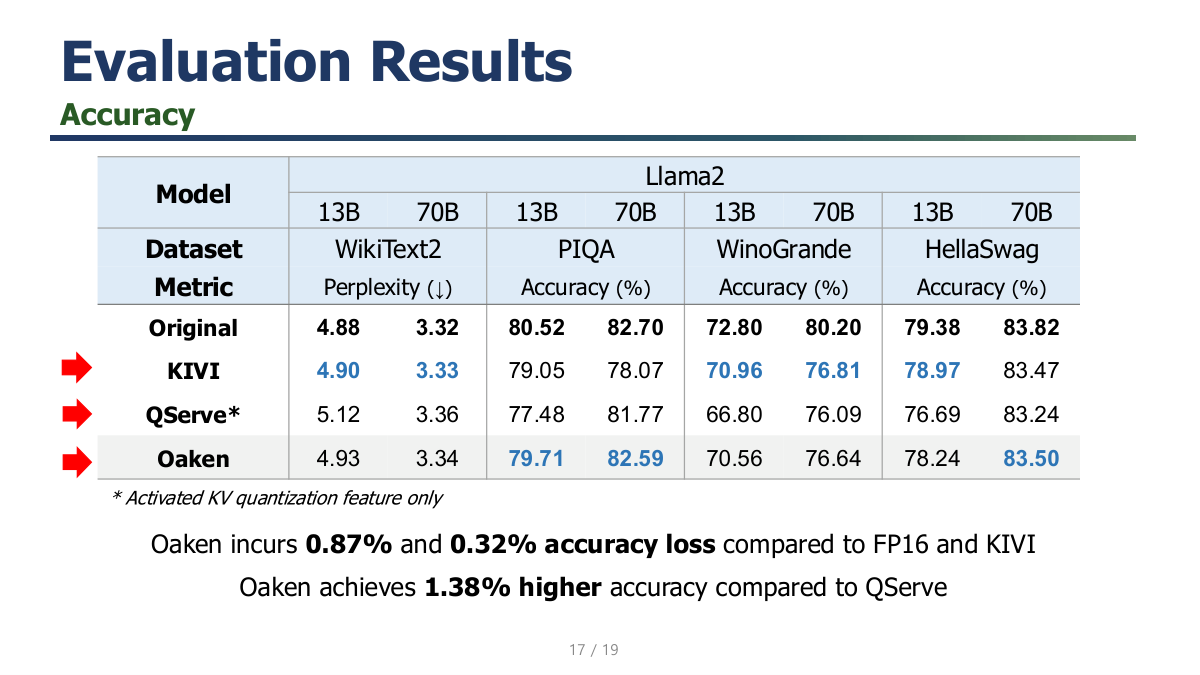 Evaluation Results
Accuracy
Model Llama2
13B 70B 13B 70B 13B 70B 13B 70B
Dataset WikiText2 PIQA WinoGrande HellaSwag
Metric Perplexity (↓) Accuracy (%) Accuracy (%) Accuracy (%)
Original 4.88 3.32 80.52 82.70 72.80 80.20 79.38 83.82
KIVI 4.90 3.33 79.05 78.07 70.96 76.81 78.97 83.47
QServe* 5.12 3.36 77.48 81.77 66.80 76.09 76.69 83.24
Oaken 4.93 3.34 79.71 82.59 70.56 76.64 78.24 83.50
* Activated KV quantization feature only
Oaken incurs 0.87% and 0.32% accuracy loss compared to FP16 and KIVI
Oaken achieves 1.38% higher accuracy compared to QServe
17 / 19